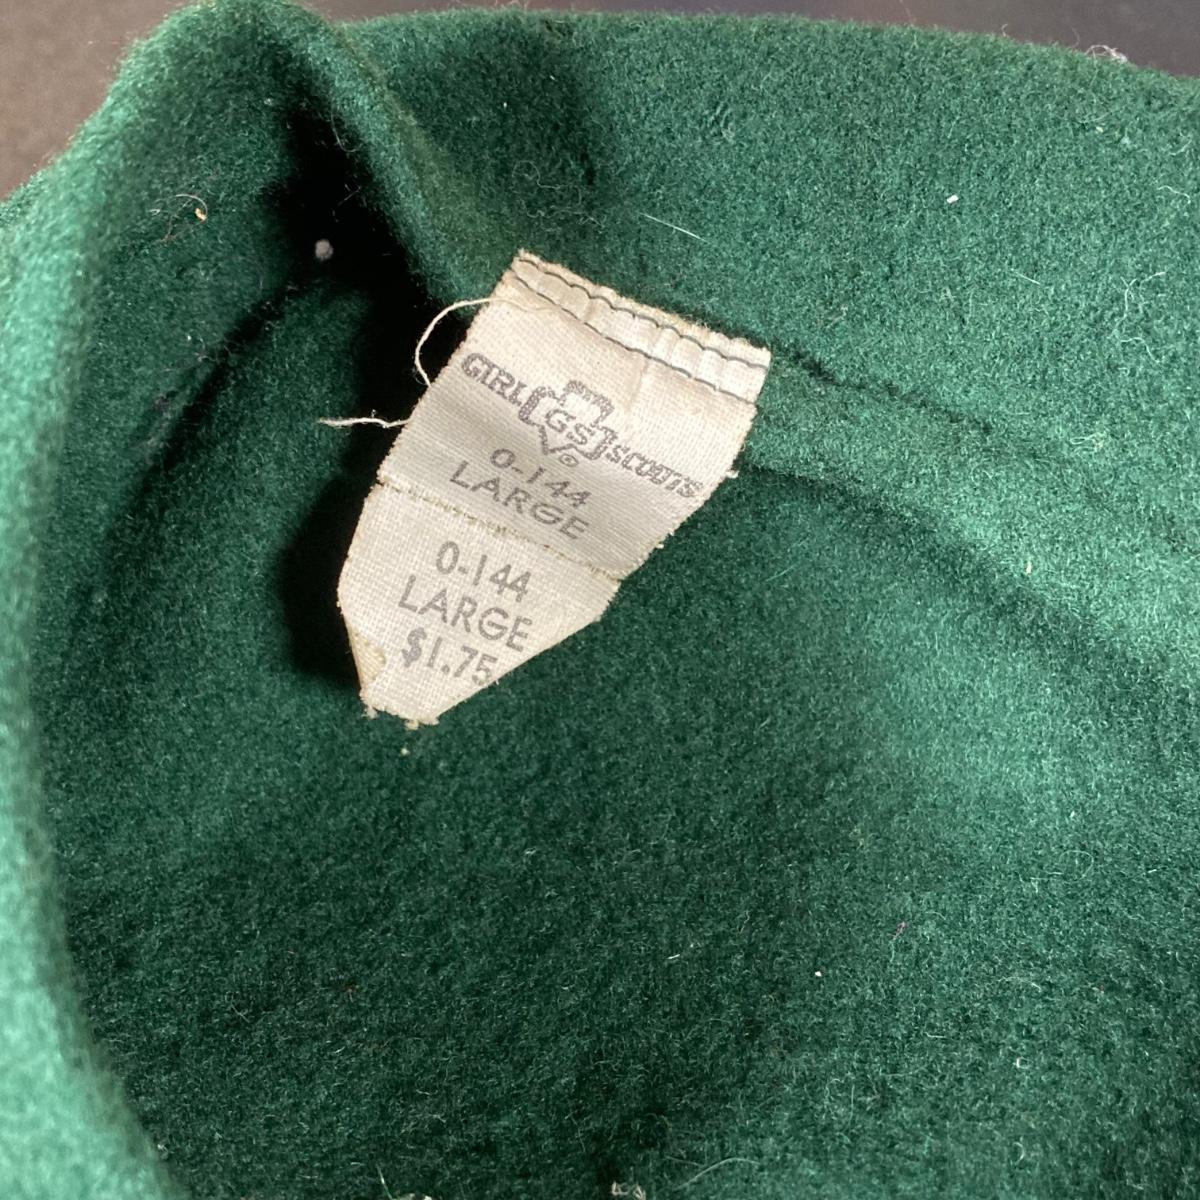 GIRL GS SCOUTS
®
0-144
LARGE
0-144
LARGE
$1.75